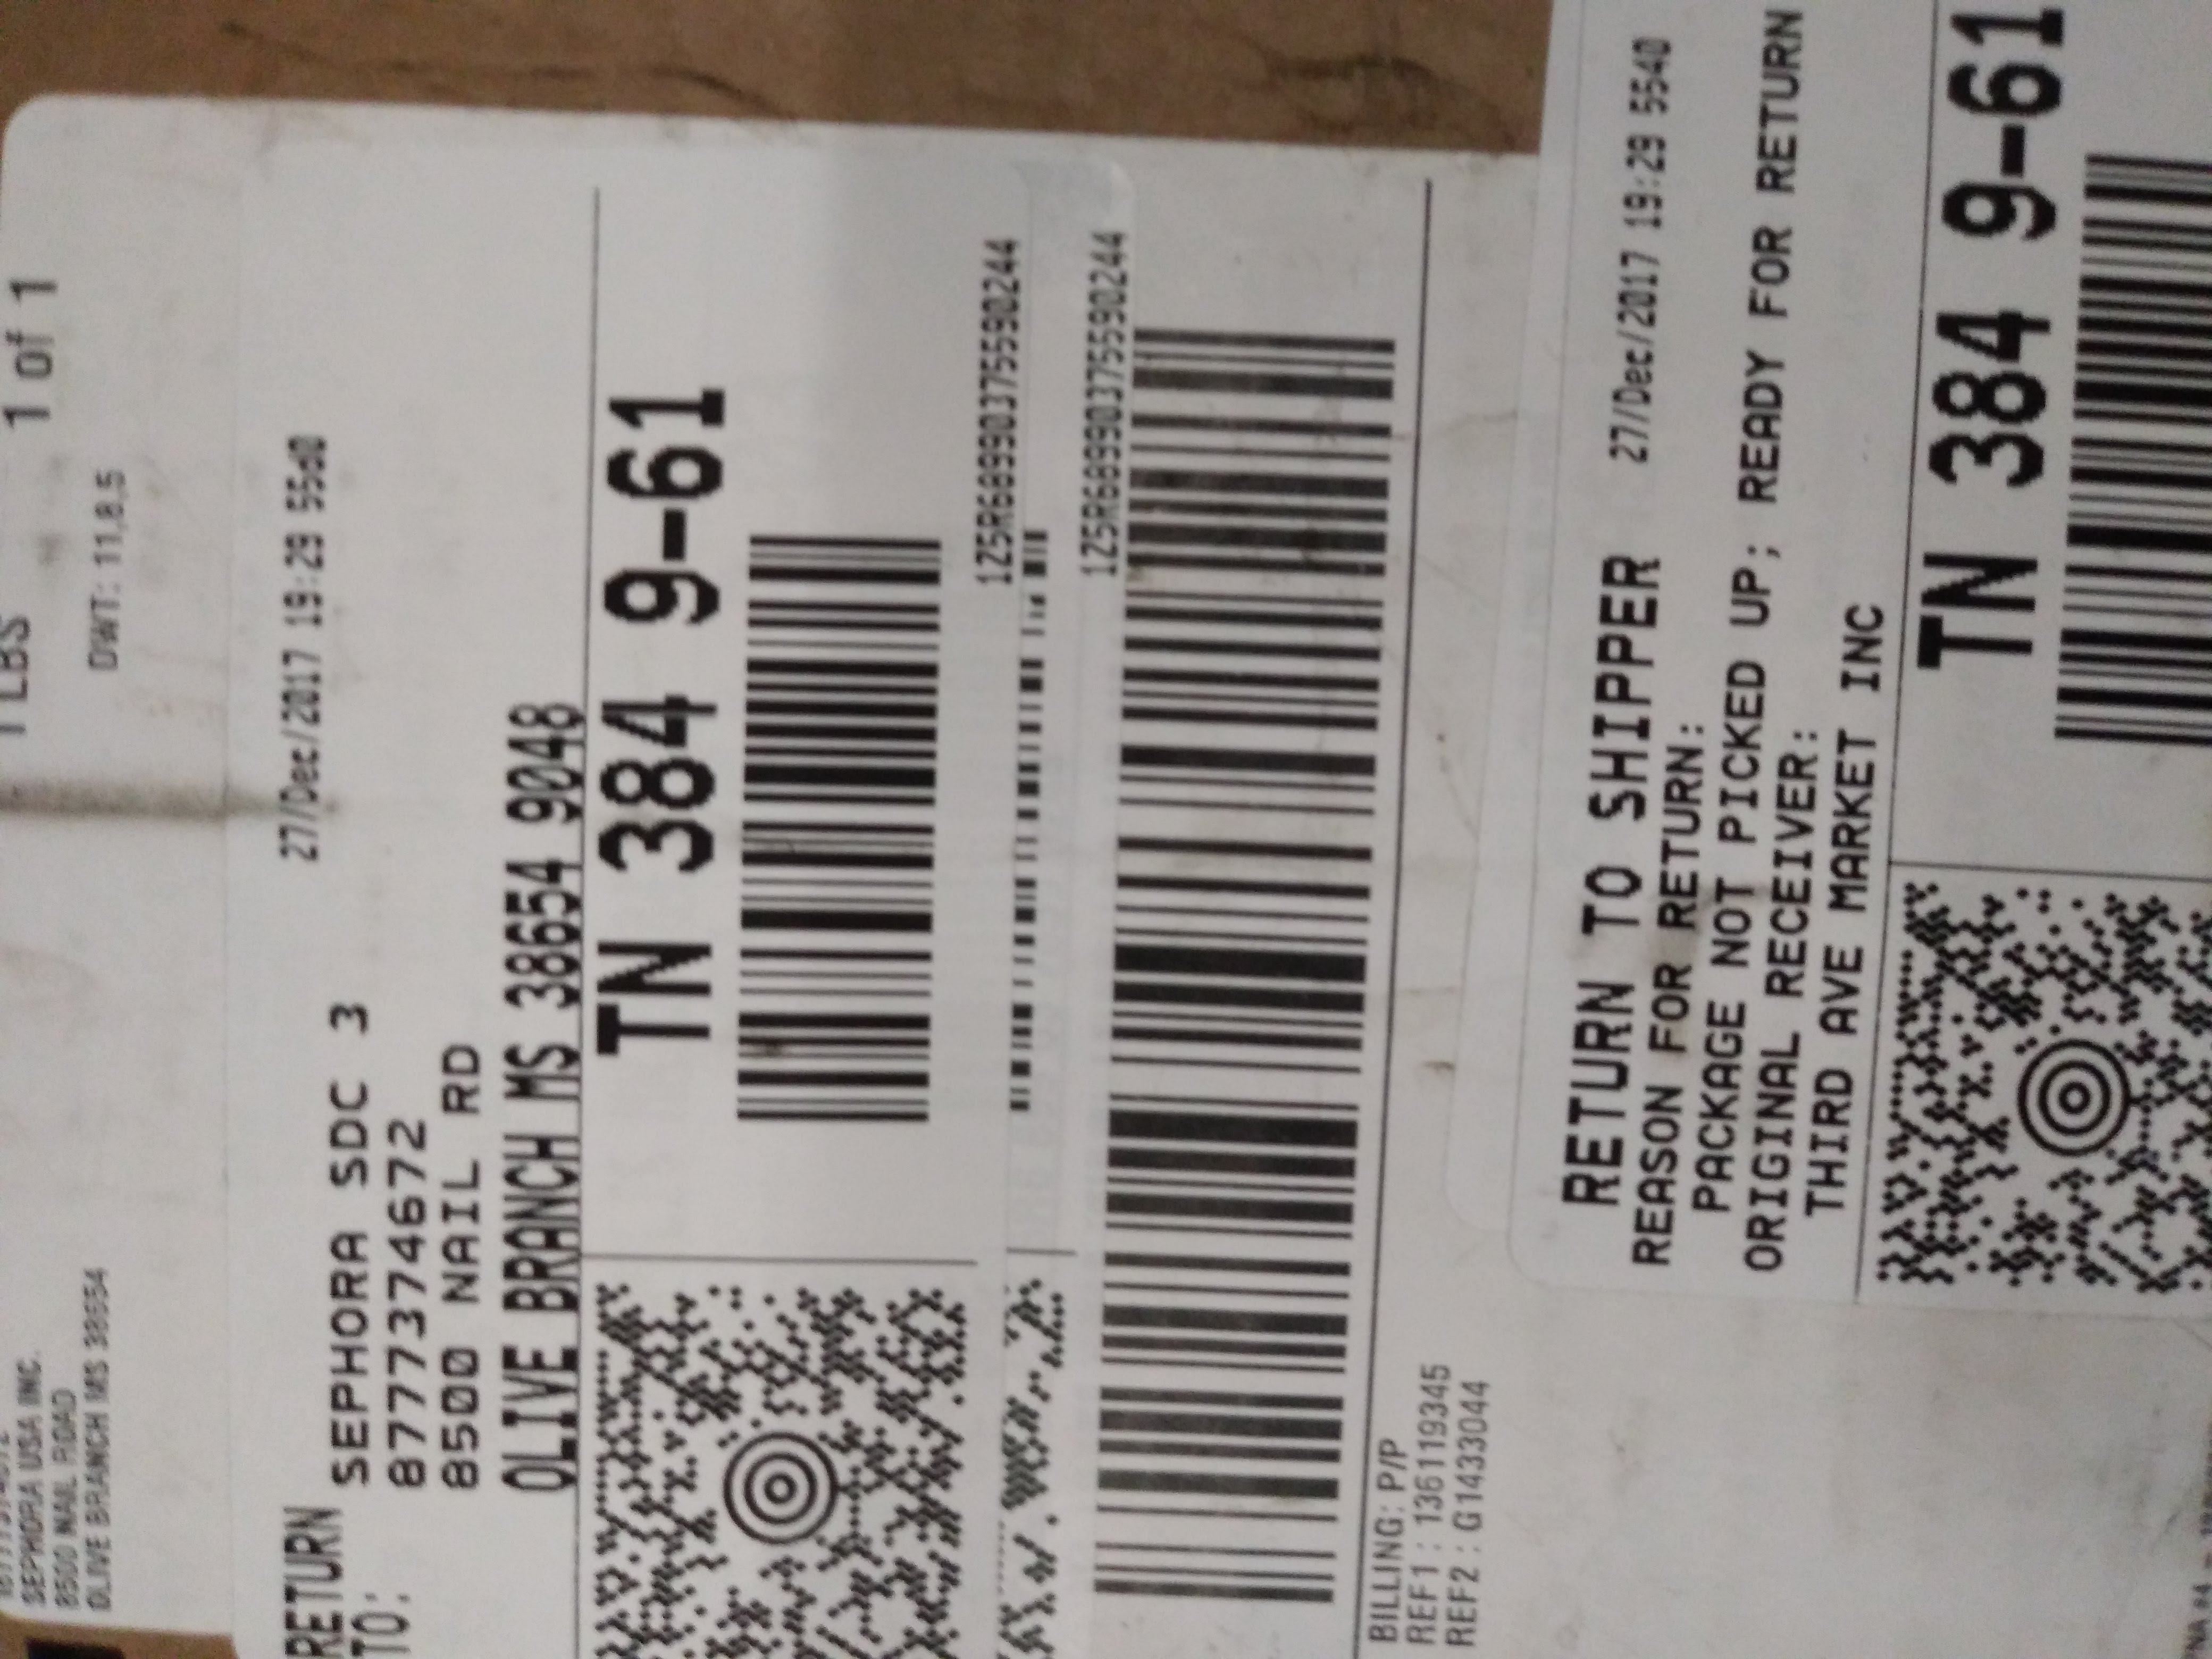 18777374672
SEPHORA USA INC.
8500 NAIL ROAD
OLIVE BRANCH MS 38654
1 LBS
1 of 1
DWT: 11,8,5
RETURN TO:
27/Dec/2017 19:29 55d0
SEPHORA SDC 3
8777374672
8500 NAIL RD
OLIVE BRANCH MS 38654 9048
TN 384 9-61
1Z5R68990375590244
1Z5R68990375590244
BILLING: P/P
REF1 : 136119345
REF2 : G1433044
RETURN TO SHIPPER
27/Dec/2017 19:29 55d0
REASON FOR RETURN:
PACKAGE NOT PICKED UP; READY FOR RETURN
ORIGINAL RECEIVER:
THIRD AVE MARKET INC
TN 384 9-61